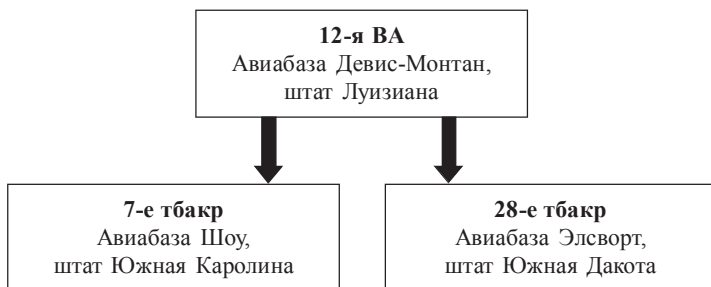 12-я ВА
Авиабаза Девис-Монтан,
штат Луизиана
7-е тбакр
Авиабаза Шоу,
штат Южная Каролина
28-е тбакр
Авиабаза Элсворт,
штат Южная Дакота